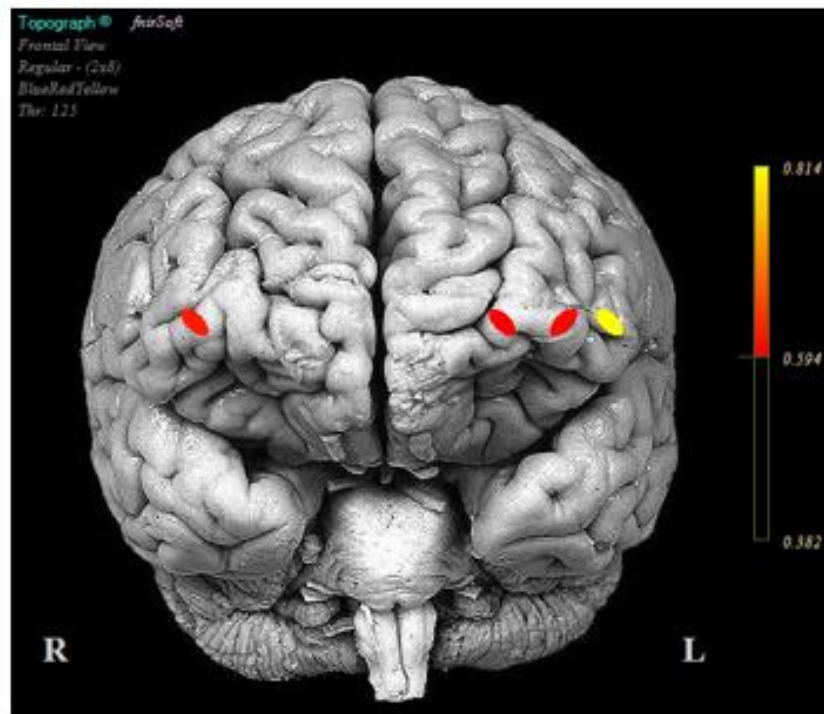 Topograph ® fnirSoft
Frontal View
Regular - (2x8)
BlueRedYellow
Thr: 125
0.814
0.594
0.382
R
L